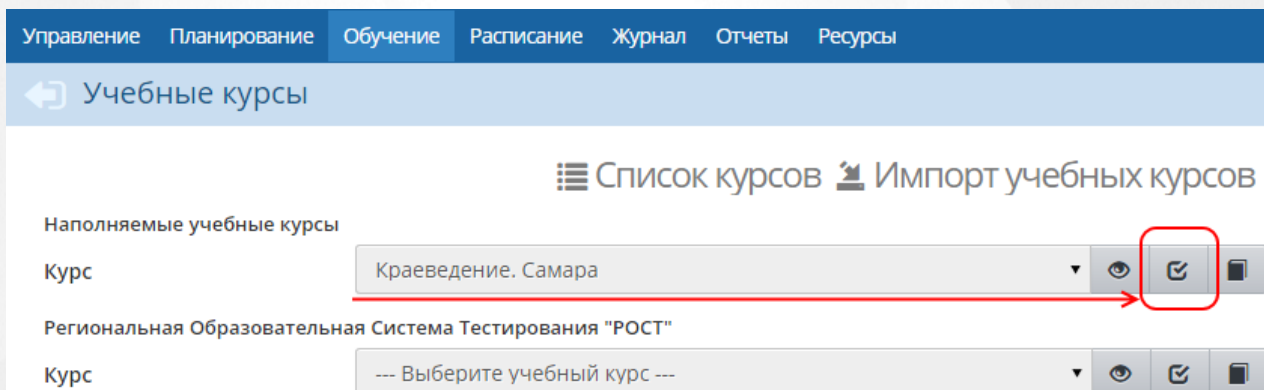 Управление Планирование Обучение Расписание Журнал Отчеты Ресурсы
Учебные курсы
Список курсов Импорт учебных курсов
Наполняемые учебные курсы
Курс Краеведение. Самара
Региональная Образовательная Система Тестирования "РОСТ"
Курс --- Выберите учебный курс ---